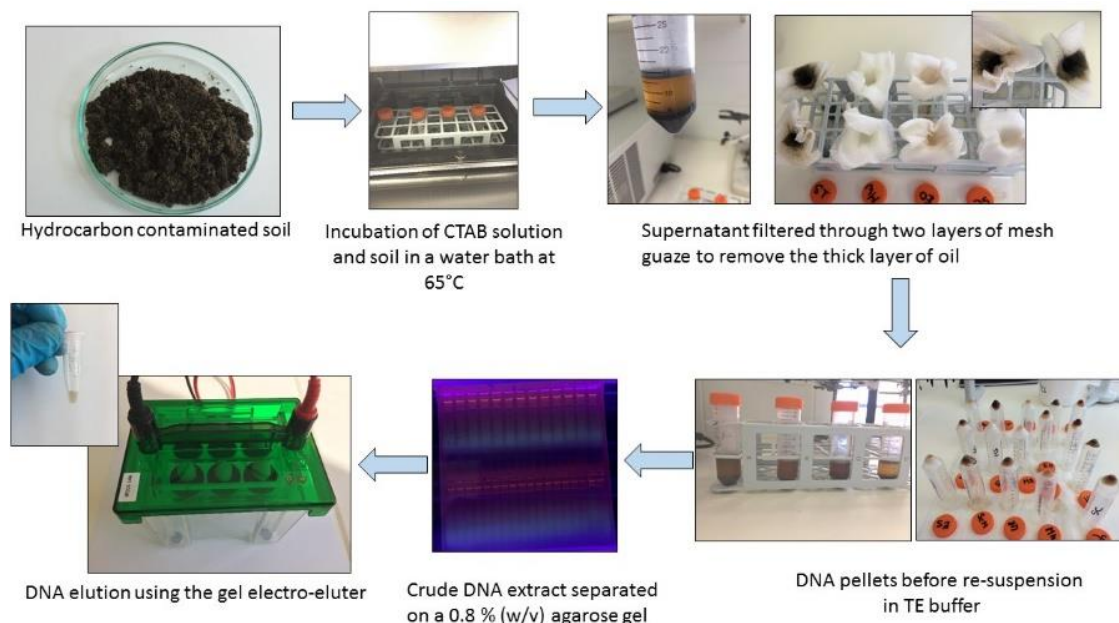 Hydrocarbon contaminated soil
Incubation of CTAB solution
and soil in a water bath at
65°C
Supernatant filtered through two layers of mesh
guaze to remove the thick layer of oil
DNA elution using the gel electro-eluter
Crude DNA extract separated
on a 0.8 % (w/v) agarose gel
DNA pellets before re-suspension
in TE buffer